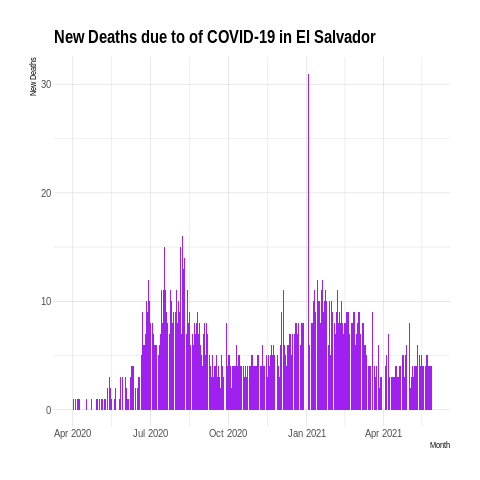 New Deaths due to of COVID-19 in El Salvador
New Deaths
30
20
10
0
Apr 2020 Jul 2020 Oct 2020 Jan 2021 Apr 2021
Month